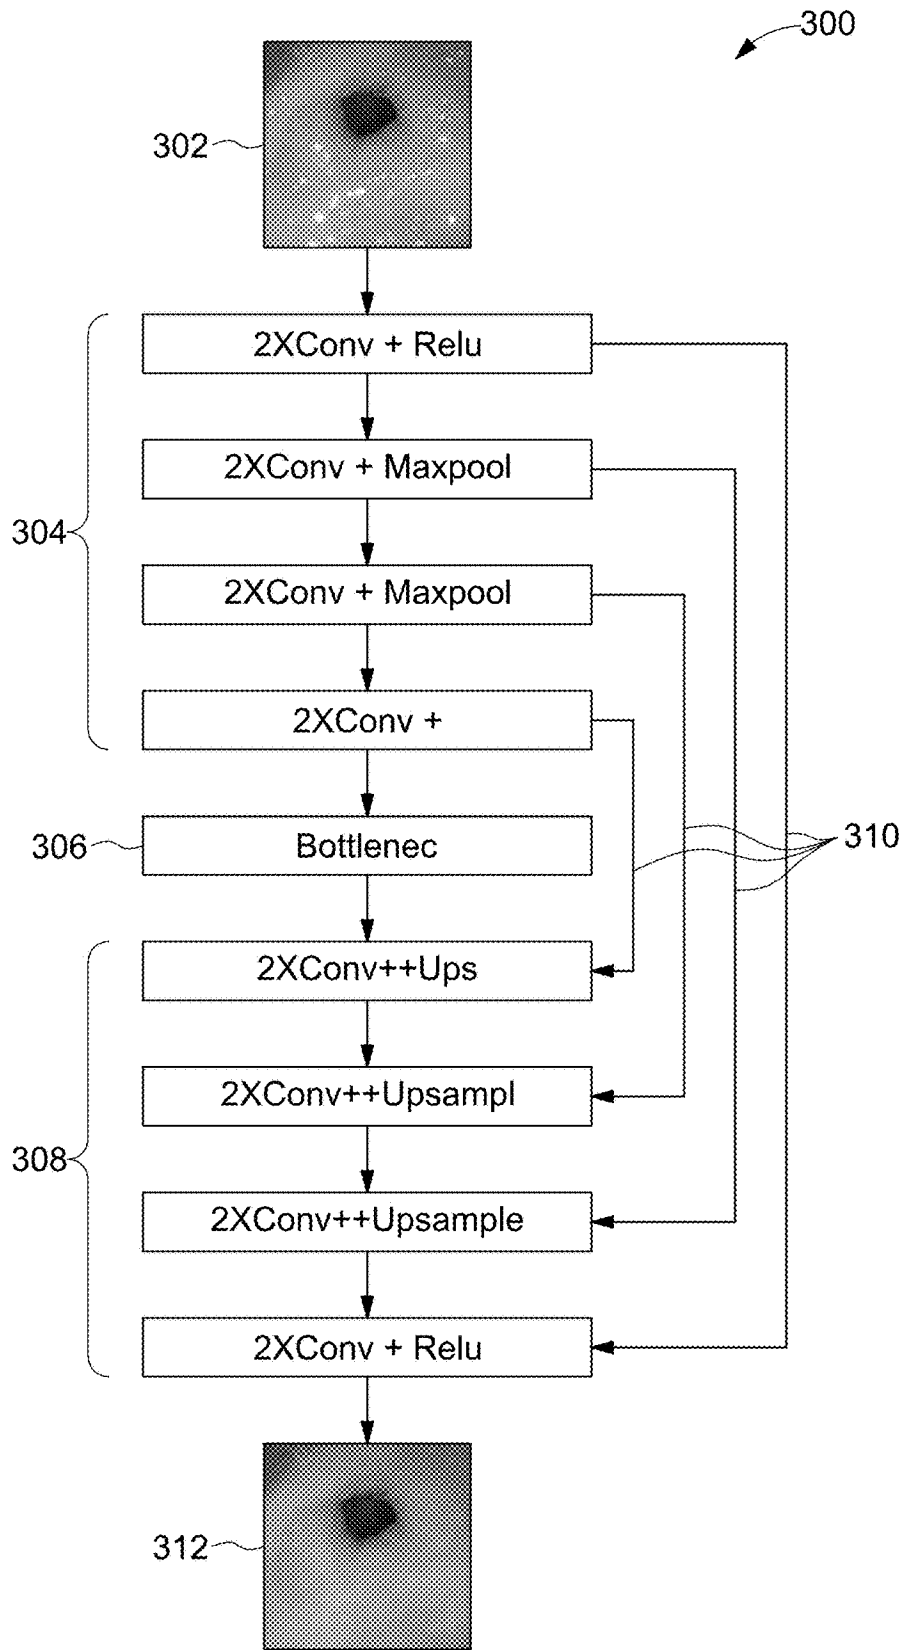 300
302
2XConv + Relu
2XConv + Maxpool
304
2XConv + Maxpool
2XConv +
306
Bottlenec
310
2XConv++Ups
2XConv++Upsampl
308
2XConv++Upsample
2XConv + Relu
312